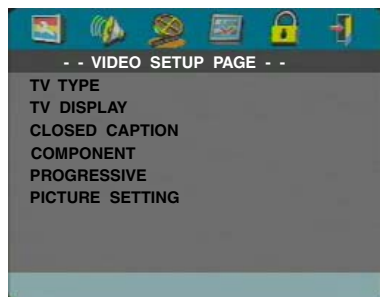 - - VIDEO SETUP PAGE - -
TV TYPE
TV DISPLAY
CLOSED CAPTION
COMPONENT
PROGRESSIVE
PICTURE SETTING